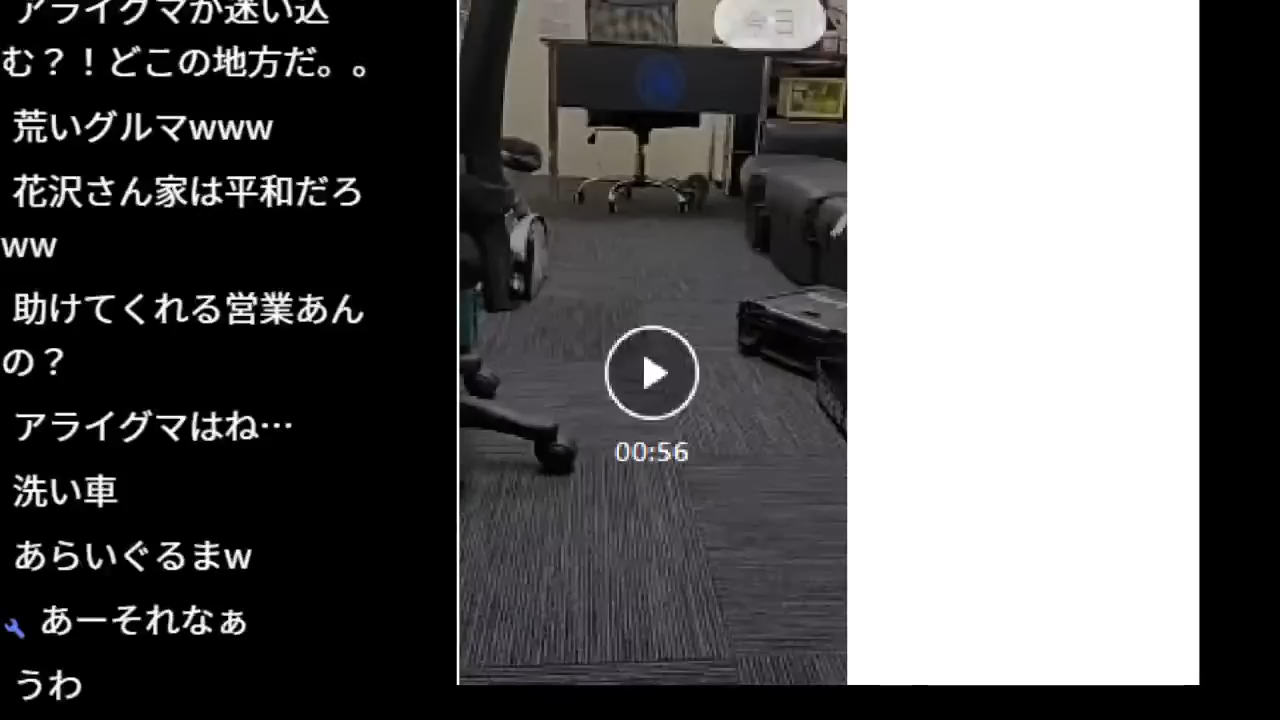 アライグマが迷い込
む？！どこの地方だ。。
荒いグルマwww
花沢さん家は平和だろ
ww
助けてくれる営業あん
の？
アライグマはね…
洗い車
あらいぐるまw
あーそれなぁ
うわ
今日
00:56